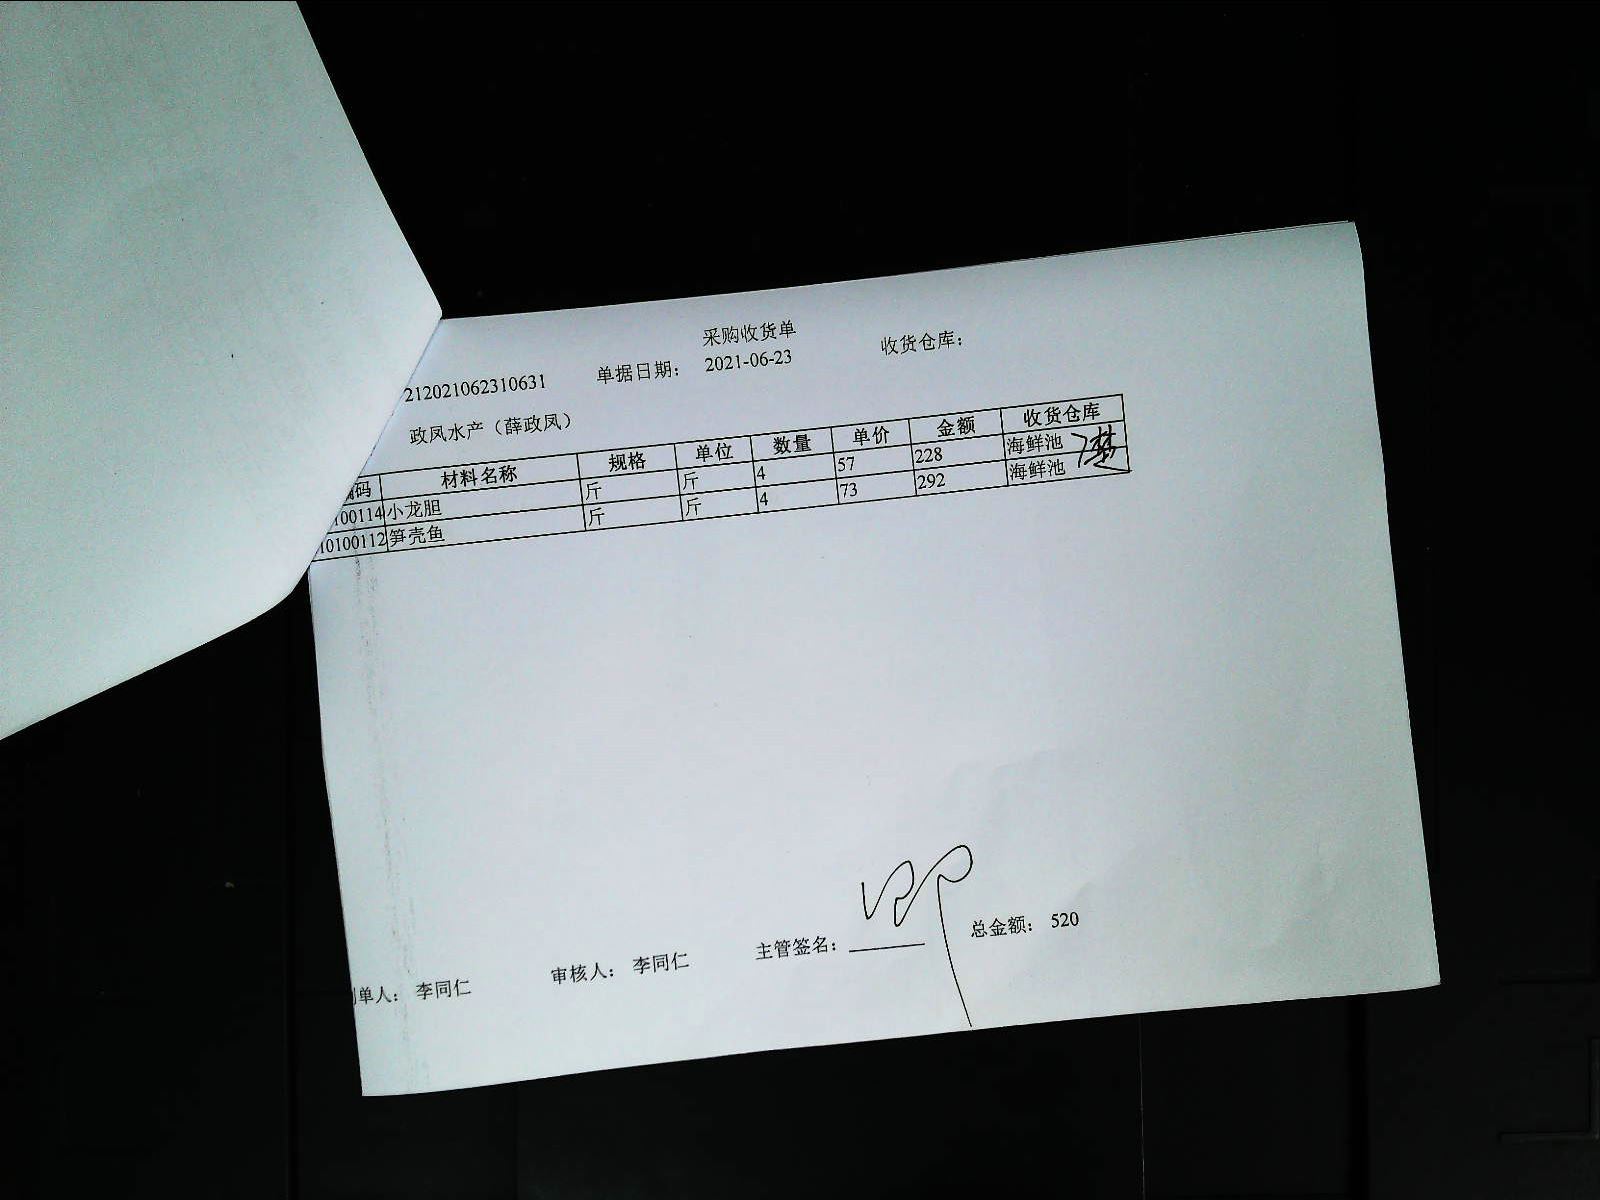 采购收货单
212021062310631 单据日期： 2021-06-23 收货仓库：
政凤水产（薛政凤）
码 材料名称 规格 单位 数量 单价 金额 收货仓库
100114 小龙胆 斤 斤 4 57 228 海鲜池
10100112 笋壳鱼 斤 斤 4 73 292 海鲜池
单人： 李同仁 审核人： 李同仁 主管签名： 总金额： 520